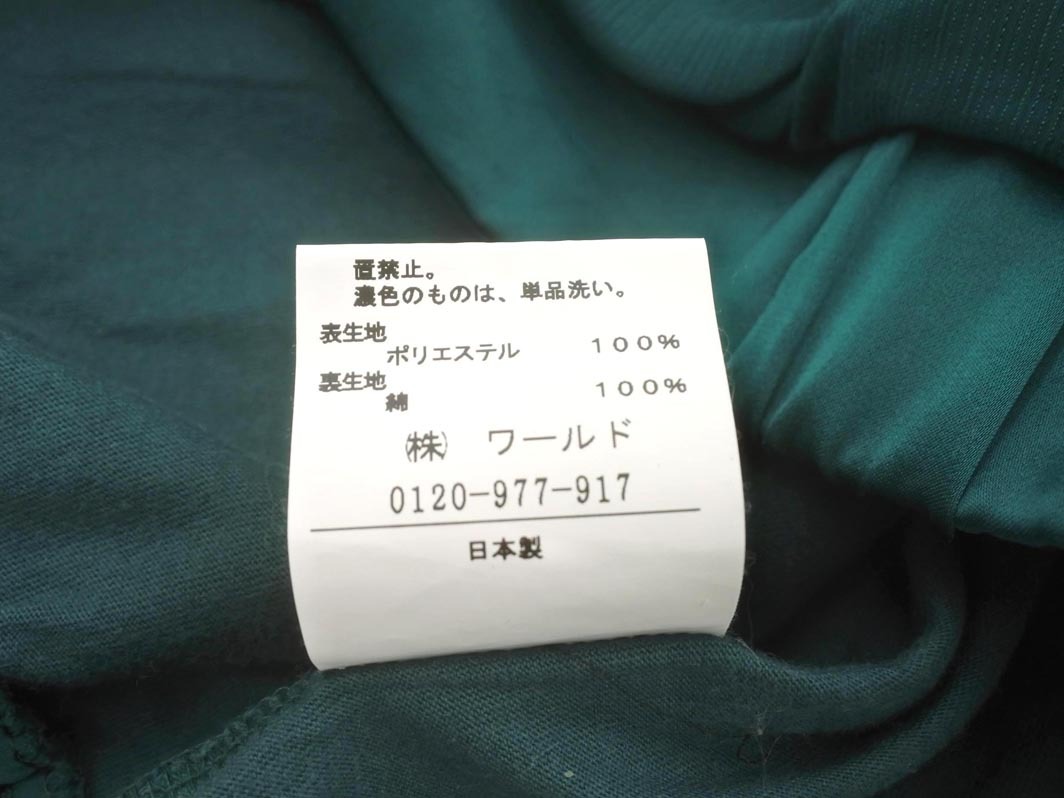 置禁止。
濃色のものは、単品洗い。
表生地
ポリエステル 100%
裏生地
綿 100%
㈱ ワールド
0120-977-917
日本製